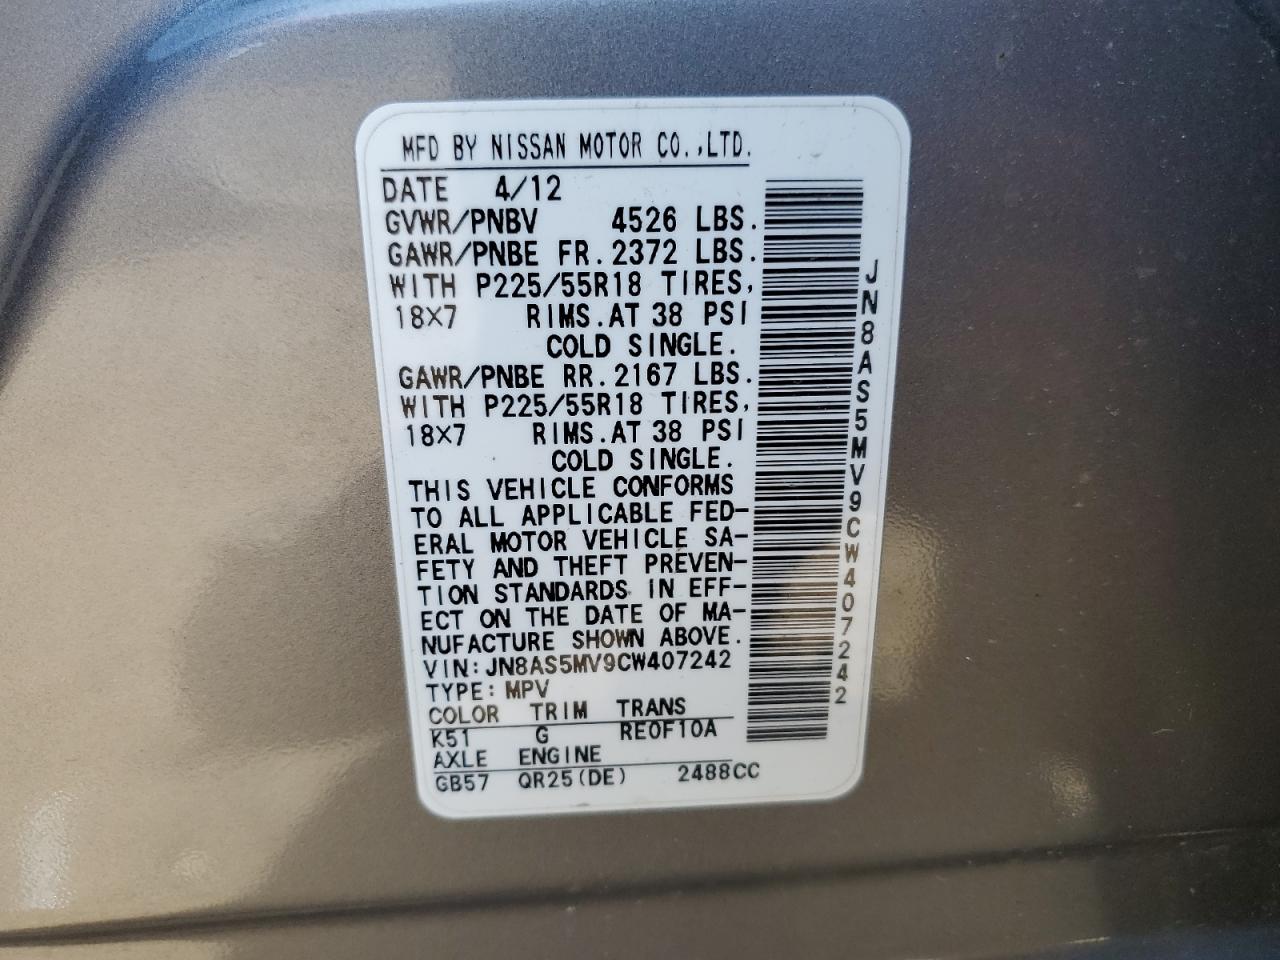 MFD BY NISSAN MOTOR CO.,LTD.
DATE 4/12
GVWR/PNBV 4526 LBS.
GAWR/PNBE FR.2372 LBS.
WITH P225/55R18 TIRES,
18X7 RIMS.AT 38 PSI
COLD SINGLE.
GAWR/PNBE RR.2167 LBS.
WITH P225/55R18 TIRES,
18X7 RIMS.AT 38 PSI
COLD SINGLE.
THIS VEHICLE CONFORMS
TO ALL APPLICABLE FED-
ERAL MOTOR VEHICLE SA-
FETY AND THEFT PREVEN-
TION STANDARDS IN EFF-
ECT ON THE DATE OF MA-
NUFACTURE SHOWN ABOVE.
VIN:JN8AS5MV9CW407242
TYPE:MPV
COLOR TRIM TRANS
K51 G RE0F10A
AXLE ENGINE
GB57 QR25(DE) 2488CC
JN8AS5MV9CW407242